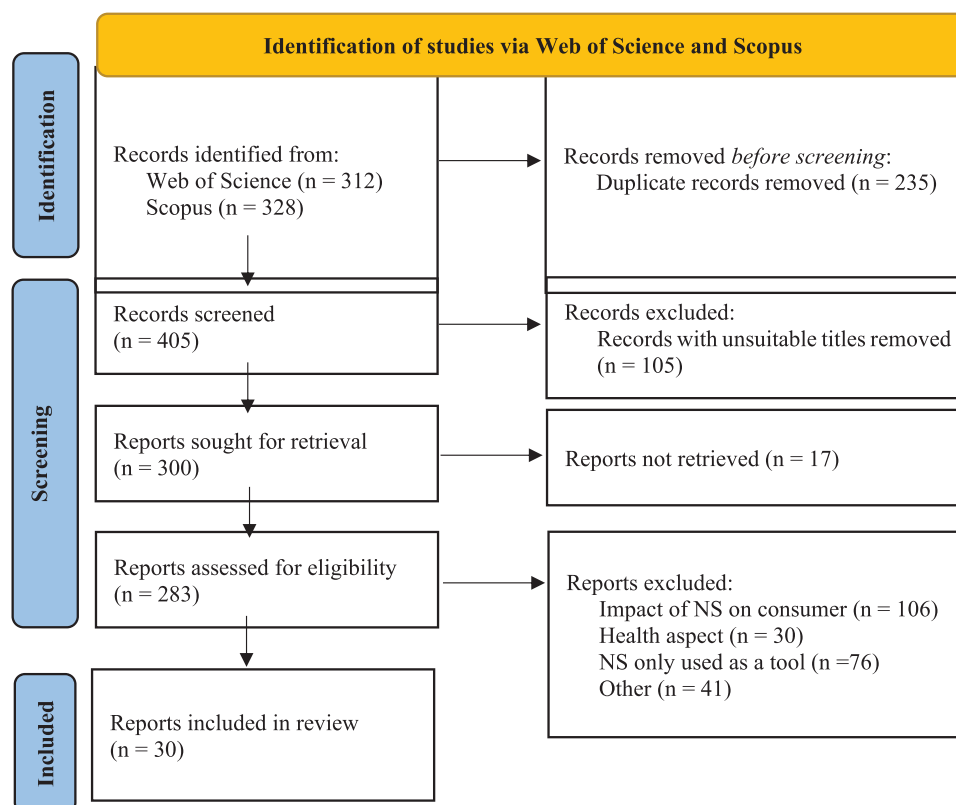 Identification of studies via Web of Science and Scopus
Identification
Records identified from:
Web of Science (n = 312)
Scopus (n = 328)
Records removed before screening:
Duplicate records removed (n = 235)
Screening
Records screened
(n = 405)
Records excluded:
Records with unsuitable titles removed
(n = 105)
Reports sought for retrieval
(n = 300)
Reports not retrieved (n = 17)
Reports assessed for eligibility
(n = 283)
Reports excluded:
Impact of NS on consumer (n = 106)
Health aspect (n = 30)
NS only used as a tool (n =76)
Other (n = 41)
Included
Reports included in review
(n = 30)